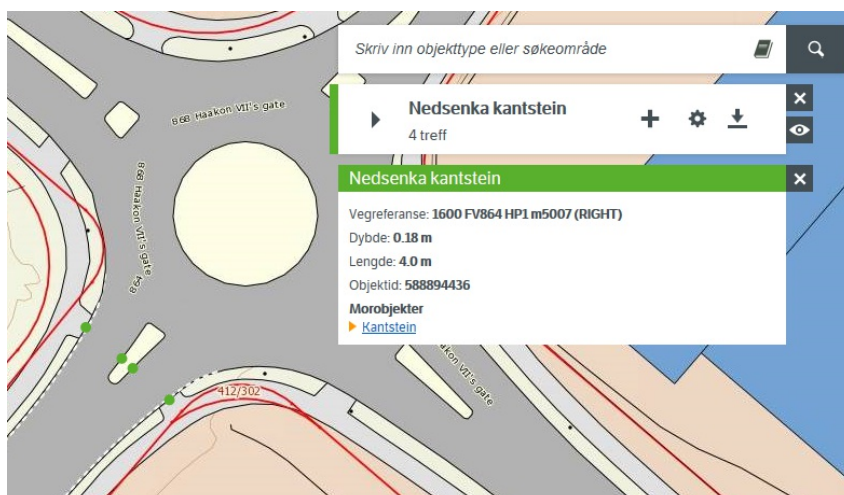 Skriv inn objekttype eller søkeområde
Nedsenka kantstein
4 treff
Nedsenka kantstein
Vegreferanse: 1600 FV864 HP1 m5007 (RIGHT)
Dybde: 0.18 m
Lengde: 4.0 m
Objektid: 588894436
Morobjekter
Kantstein
868 Haakon VII's gate
868 Haakon VII's gate
864
kon VII's gate
412/302